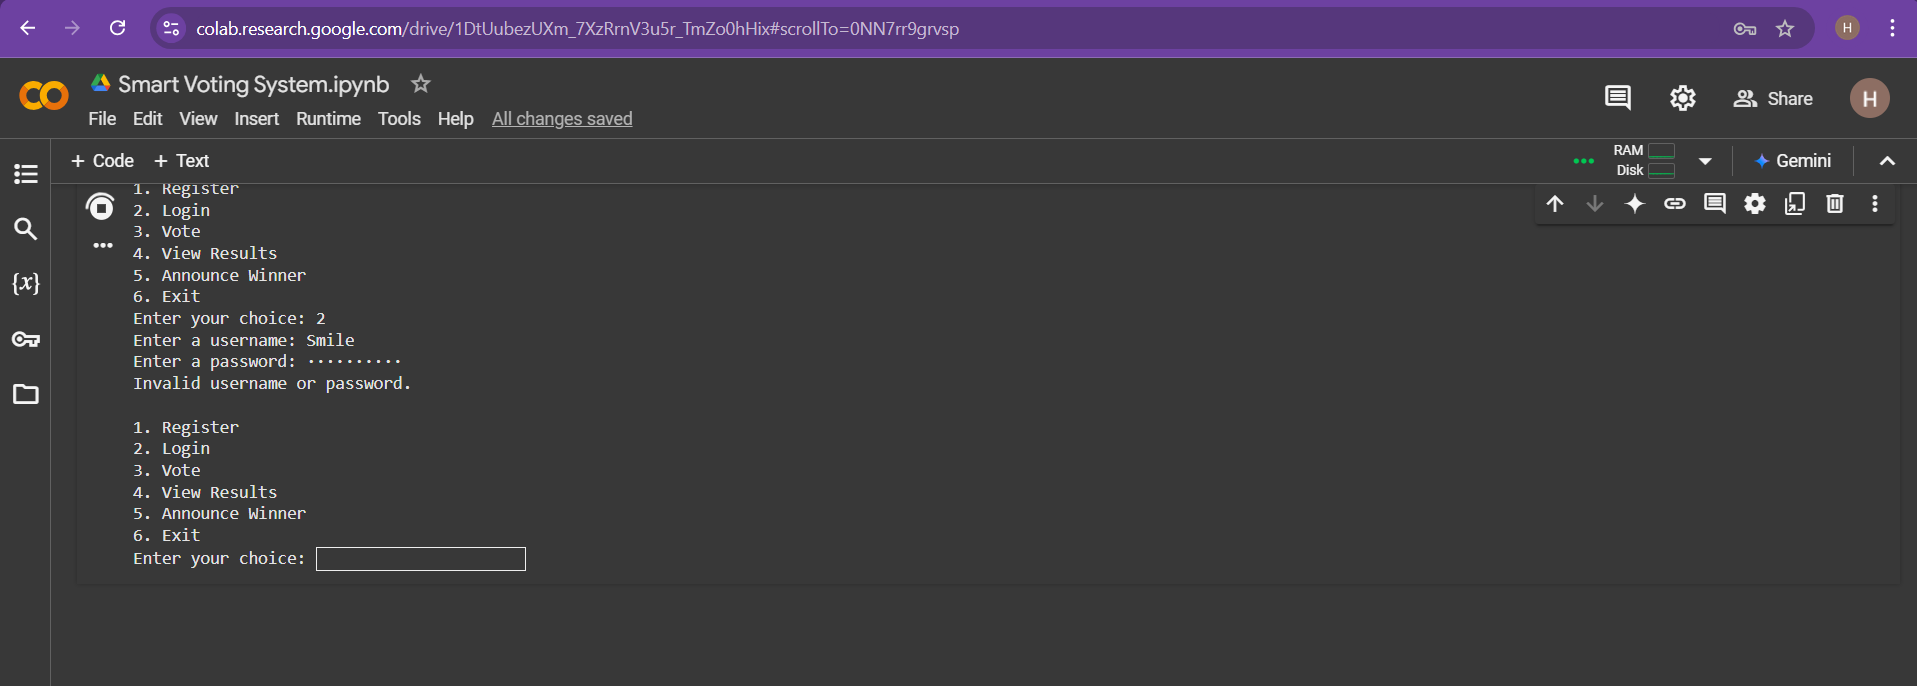 colab.research.google.com/drive/1DtUubezUXm_7XzRrnV3u5r_TmZo0hHix#scrollTo=0NN7rr9grvsp
H
Smart Voting System.ipynb
File Edit View Insert Runtime Tools Help All changes saved
Share
H
+ Code + Text
RAM
Disk
Gemini
{x}
1. Register
2. Login
3. Vote
4. View Results
5. Announce Winner
6. Exit
Enter your choice: 2
Enter a username: Smile
Enter a password: ··········
Invalid username or password.
1. Register
2. Login
3. Vote
4. View Results
5. Announce Winner
6. Exit
Enter your choice: